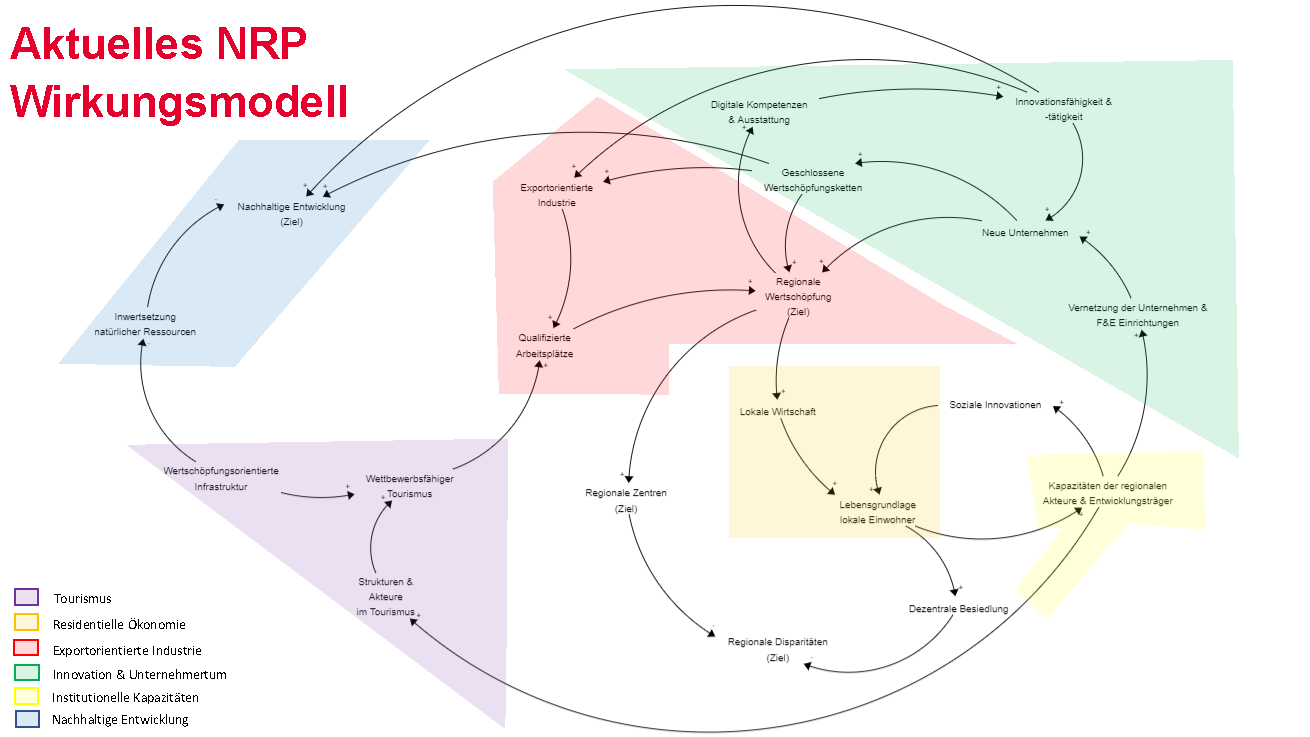 Aktuelles NRP
Wirkungsmodell
Digitale Kompetenzen
& Ausstattung
Innovationsfähigkeit &
-tätigkeit
Geschlossene
Wertschöpfungsketten
Exportorientierte
Industrie
Nachhaltige Entwicklung
(Ziel)
Neue Unternehmen
Regionale
Wertschöpfung
(Ziel)
Vernetzung der Unternehmen &
F&E Einrichtungen
Inwertsetzung
natürlicher Ressourcen
Qualifizierte
Arbeitsplätze
Lokale Wirtschaft
Soziale Innovationen
Wertschöpfungsorientierte
Infrastruktur
Wettbewerbsfähiger
Tourismus
Regionale Zentren
(Ziel)
Lebensgrundlage
lokale Einwohner
Kapazitäten der regionalen
Akteure & Entwicklungsträger
Strukturen &
Akteure
im Tourismus
Dezentrale Besiedlung
Regionale Disparitäten
(Ziel)
Tourismus
Residentielle Ökonomie
Exportorientierte Industrie
Innovation & Unternehmertum
Institutionelle Kapazitäten
Nachhaltige Entwicklung